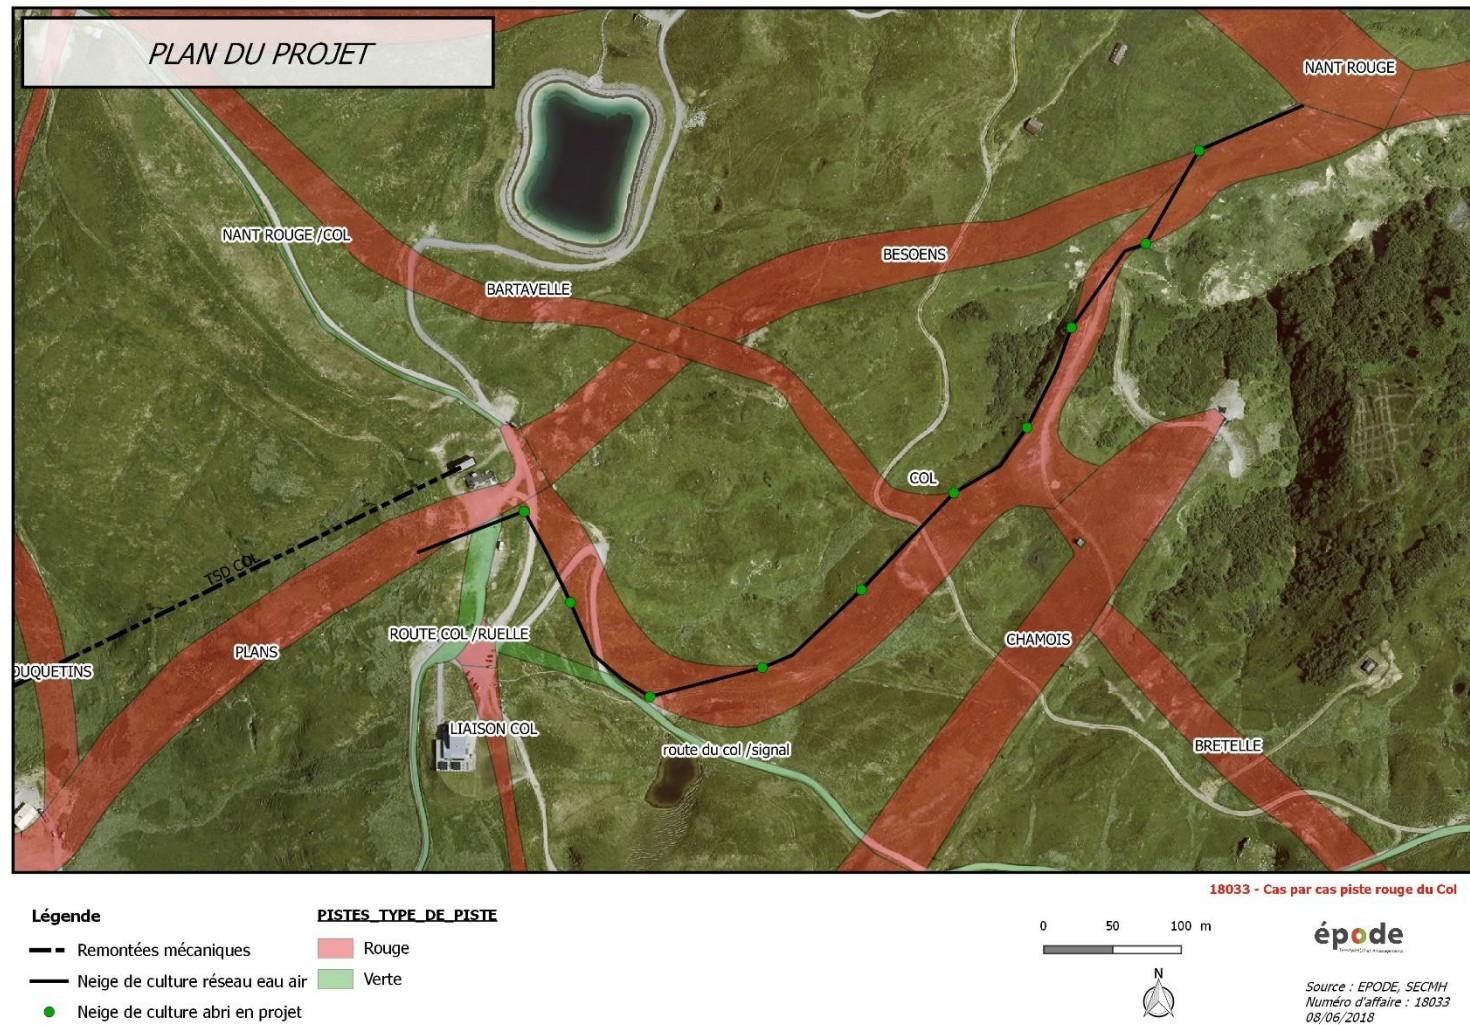 PLAN DU PROJET
NANT ROUGE
NANT ROUGE /COL
BESOENS
BARTAVELLE
COL
TSD COL
ROUTE COL /RUELLE
CHAMOIS
PLANS
OUQUETINS
LIAISON COL
route du col /signal
BRETELLE
18033 - Cas par cas piste rouge du Col
Légende
Remontées mécaniques
Neige de culture réseau eau air
Neige de culture abri en projet
PISTES_TYPE_DE_PISTE
Rouge
Verte
0 50 100 m
N
épode
Source : EPODE, SECMH
Numéro d'affaire : 18033
08/06/2018